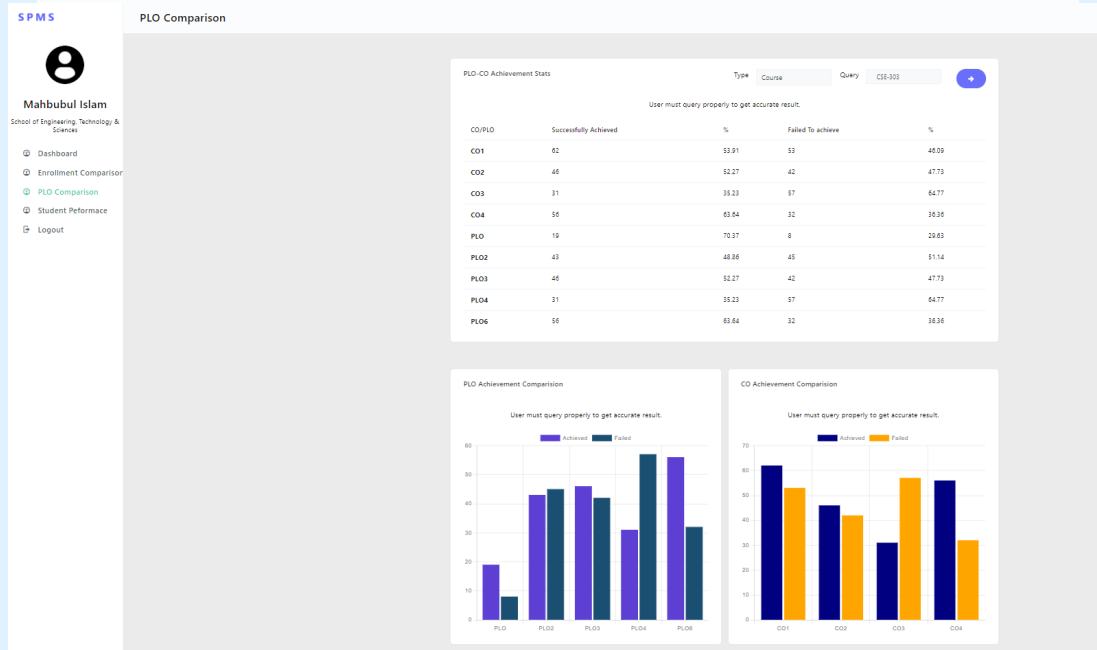 SPMS
PLO Comparison
Mahbubul Islam
School of Engineering, Technology &
Sciences
Dashboard
Enrollment Comparison
PLO Comparison
Student Peformace
Logout
PLO-CO Achievement Stats
Type Course Query CSE-303
User must query properly to get accurate result.
CO/PLO Successfully Achieved % Failed To achieve %
CO1 62 53.91 53 46.09
CO2 46 52.27 42 47.73
CO3 31 35.23 57 64.77
CO4 56 63.64 32 36.36
PLO 19 70.37 8 29.63
PLO2 43 48.86 45 51.14
PLO3 46 52.27 42 47.73
PLO4 31 35.23 57 64.77
PLO6 56 63.64 32 36.36
PLO Achievement Comparision
User must query properly to get accurate result.
Achieved Failed
60
50
40
30
20
10
0
PLO PLO2 PLO3 PLO4 PLO6
CO Achievement Comparision
User must query properly to get accurate result.
Achieved Failed
70
60
50
40
30
20
10
0
CO1 CO2 CO3 CO4